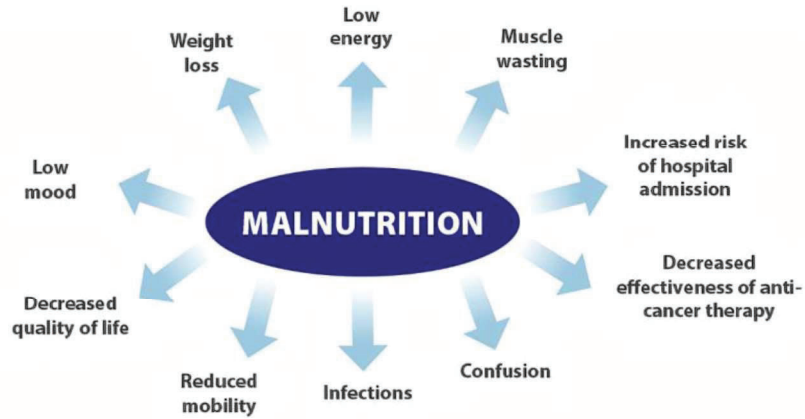 Low
energy
Weight
loss
Muscle
wasting
Low
mood
Increased risk
of hospital
admission
MALNUTRITION
Decreased
quality of life
Decreased
effectiveness of anti-
cancer therapy
Reduced
mobility
Infections
Confusion